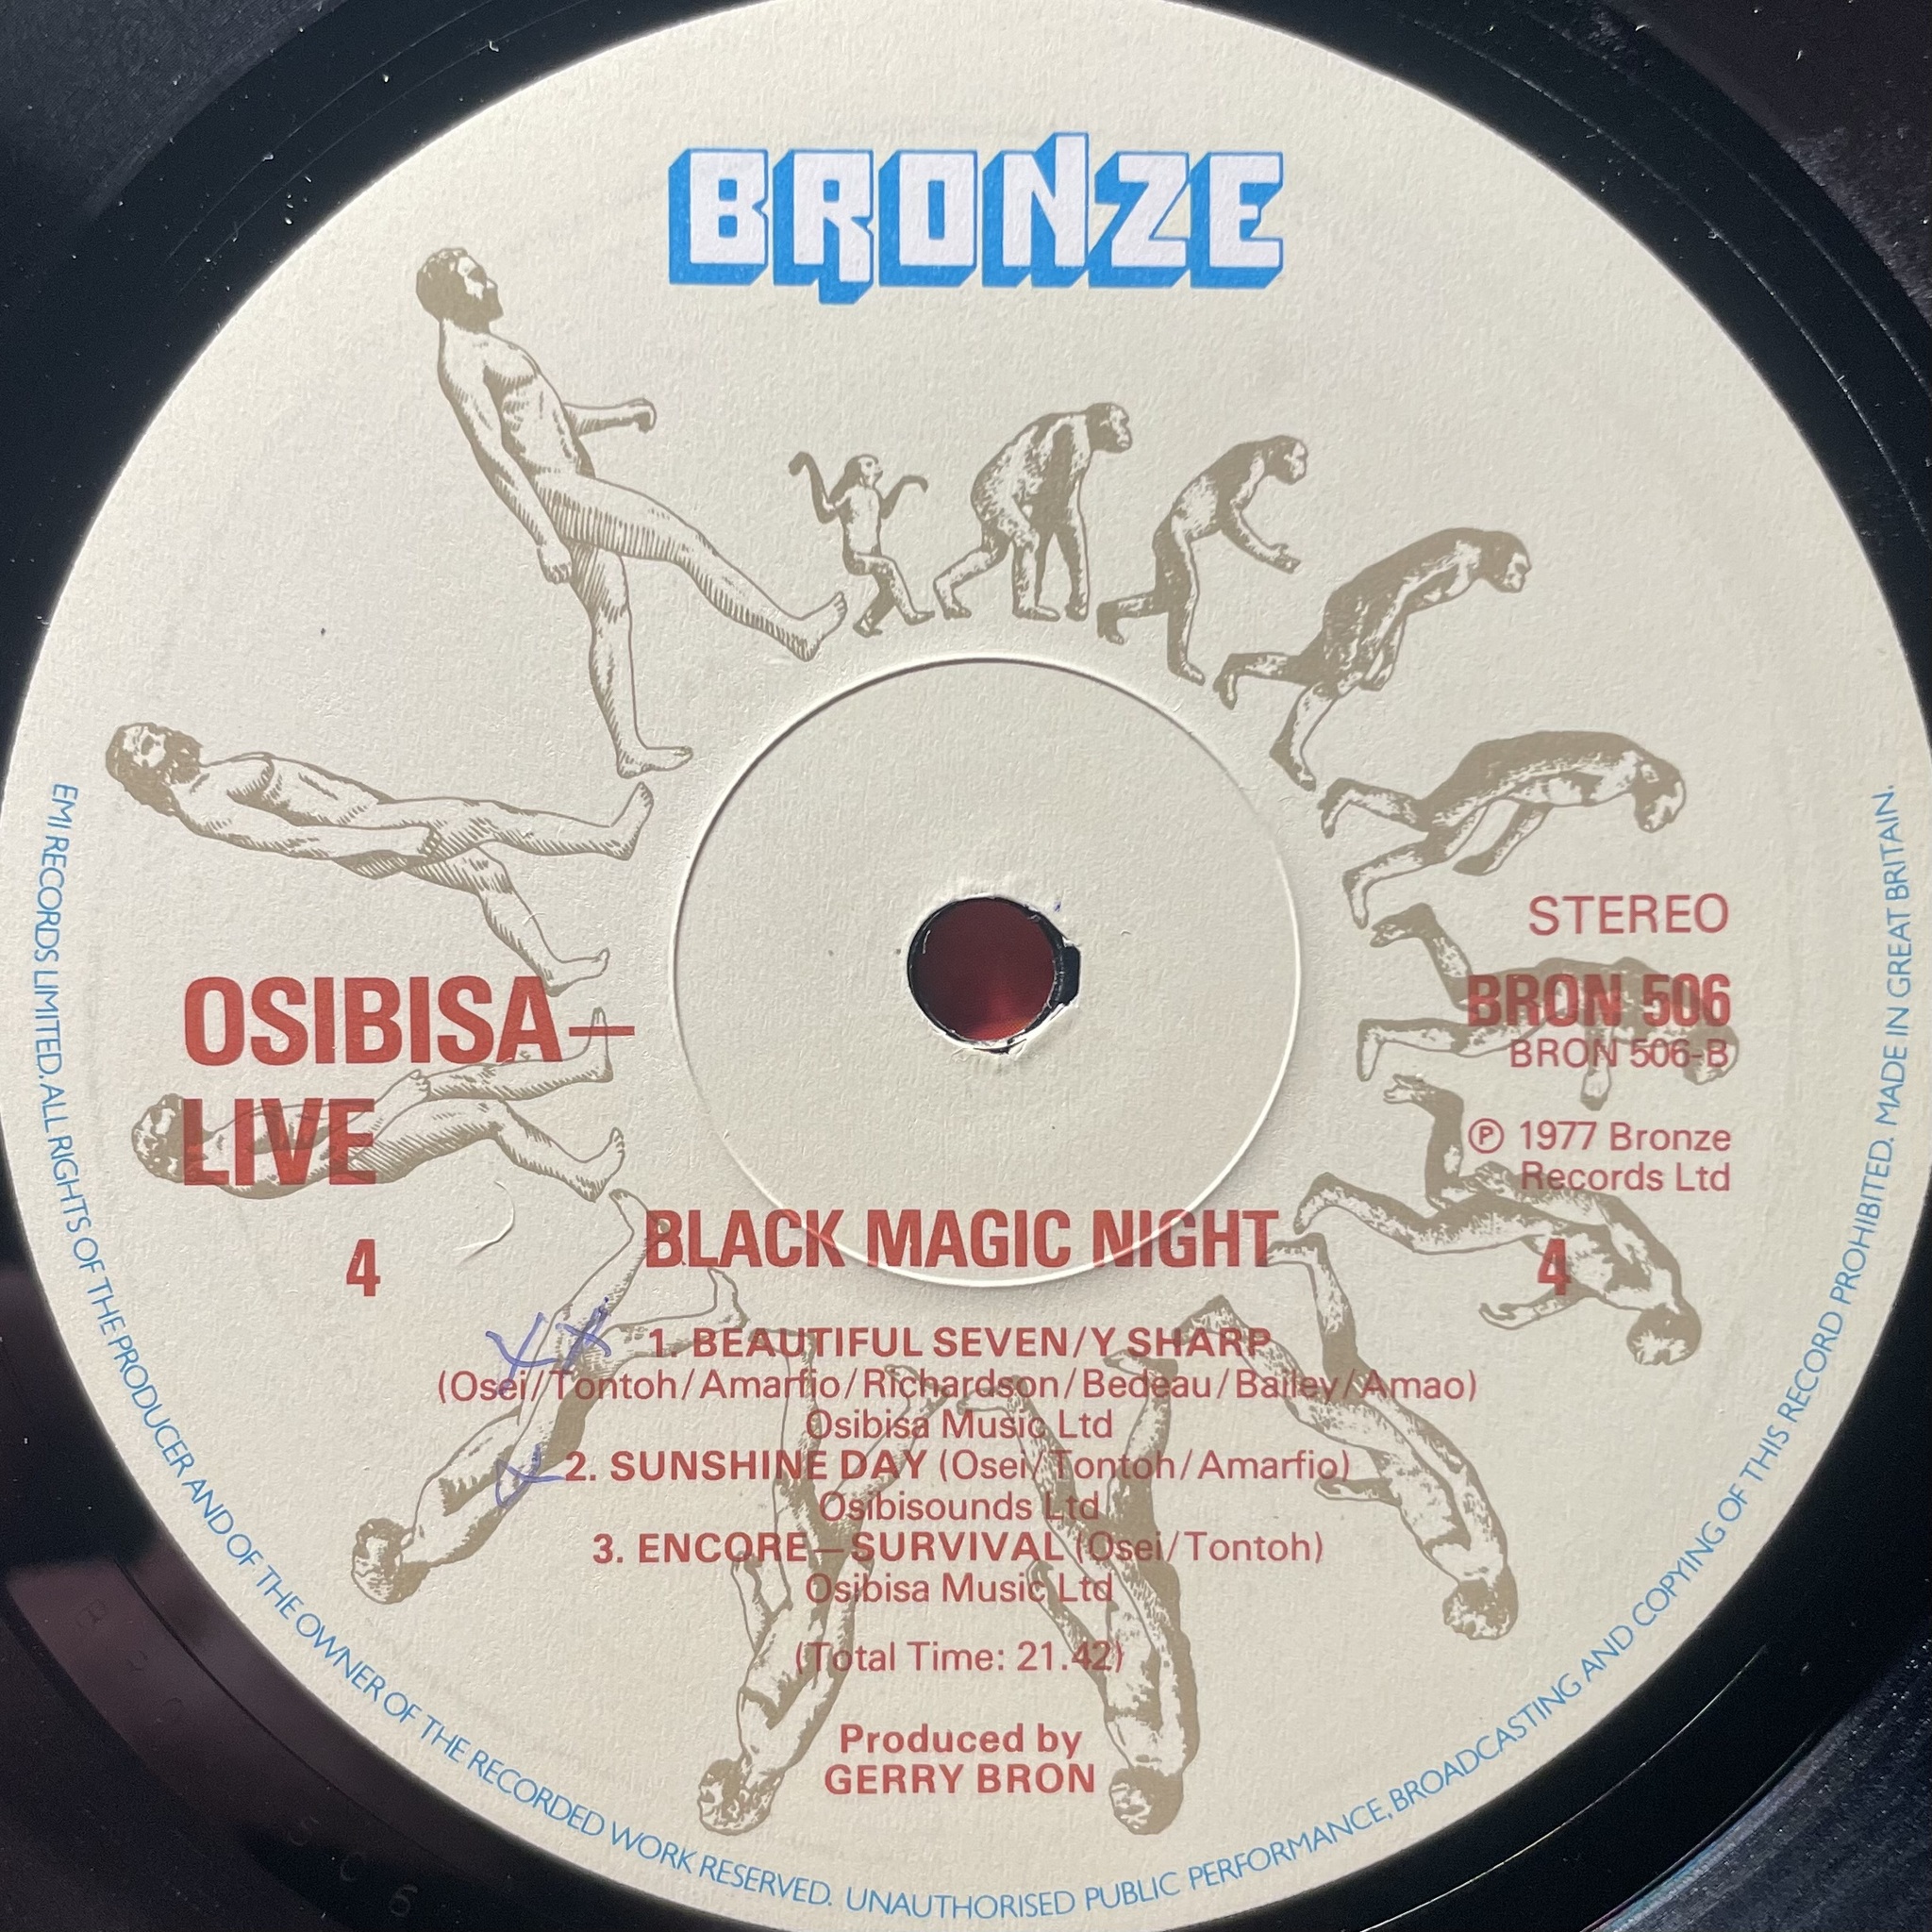 BRONZE
STEREO
OSIBISA—
LIVE
BRON 506
BRON 506-B
℗ 1977 Bronze
Records Ltd
BLACK MAGIC NIGHT
4
4
1. BEAUTIFUL SEVEN/Y SHARP
(Osei/Tontoh/Amarfio/Richardson/Bedeau/Bailey/Amao)
Osibisa Music Ltd
2. SUNSHINE DAY (Osei/Tontoh/Amarfio)
Osibisounds Ltd
3. ENCORE—SURVIVAL (Osei/Tontoh)
Osibisa Music Ltd
(Total Time: 21.42)
Produced by
GERRY BRON
EMI RECORDS LIMITED. ALL RIGHTS OF THE PRODUCER AND OF THE OWNER OF THE RECORDED WORK RESERVED. UNAUTHORISED PUBLIC PERFORMANCE, BROADCASTING AND COPYING OF THIS RECORD PROHIBITED. MADE IN GREAT BRITAIN.